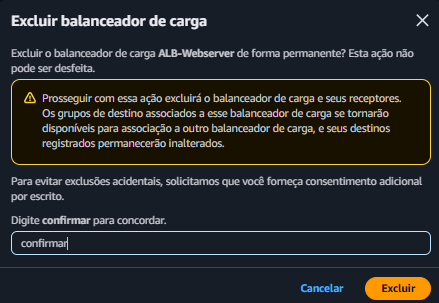 Excluir balanceador de carga
Excluir o balanceador de carga ALB-Webserver de forma permanente? Esta ação não
pode ser desfeita.
Prosseguir com essa ação excluirá o balanceador de carga e seus receptores.
Os grupos de destino associados a esse balanceador de carga se tornarão
disponíveis para associação a outro balanceador de carga, e seus destinos
registrados permanecerão inalterados.
Para evitar exclusões acidentais, solicitamos que você forneça consentimento adicional
por escrito.
Digite confirmar para concordar.
confirmar
Cancelar Excluir